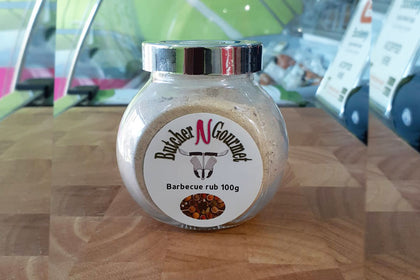 Butcher N Gourmet
Barbecue rub 100g